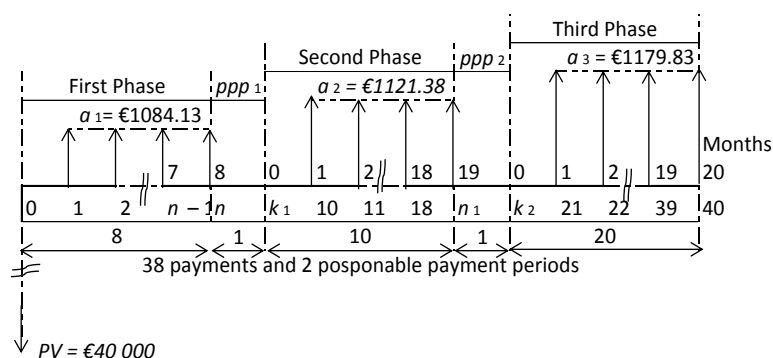 Third Phase
Second Phase ppp 2
First Phase ppp 1 a 2 = €1121.38 a 3 = €1179.83
a 1= €1084.13
Months
7 8 0 1 2 18 19 0 1 2 19 20
0 1 2 n – 1 n k 1 10 11 18 n 1 k 2 21 22 39 40
8 1 10 1 20
38 payments and 2 posponable payment periods
PV = €40 000